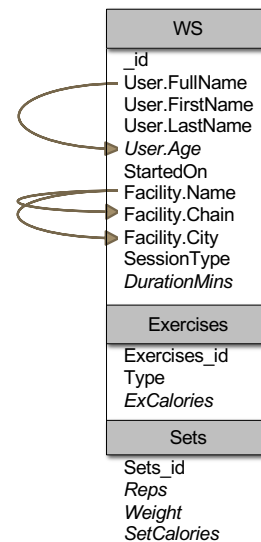 WS
_id
User.FullName
User.FirstName
User.LastName
User.Age
StartedOn
Facility.Name
Facility.Chain
Facility.City
SessionType
DurationMins
Exercises
Exercises_id
Type
ExCalories
Sets
Sets_id
Reps
Weight
SetCalories